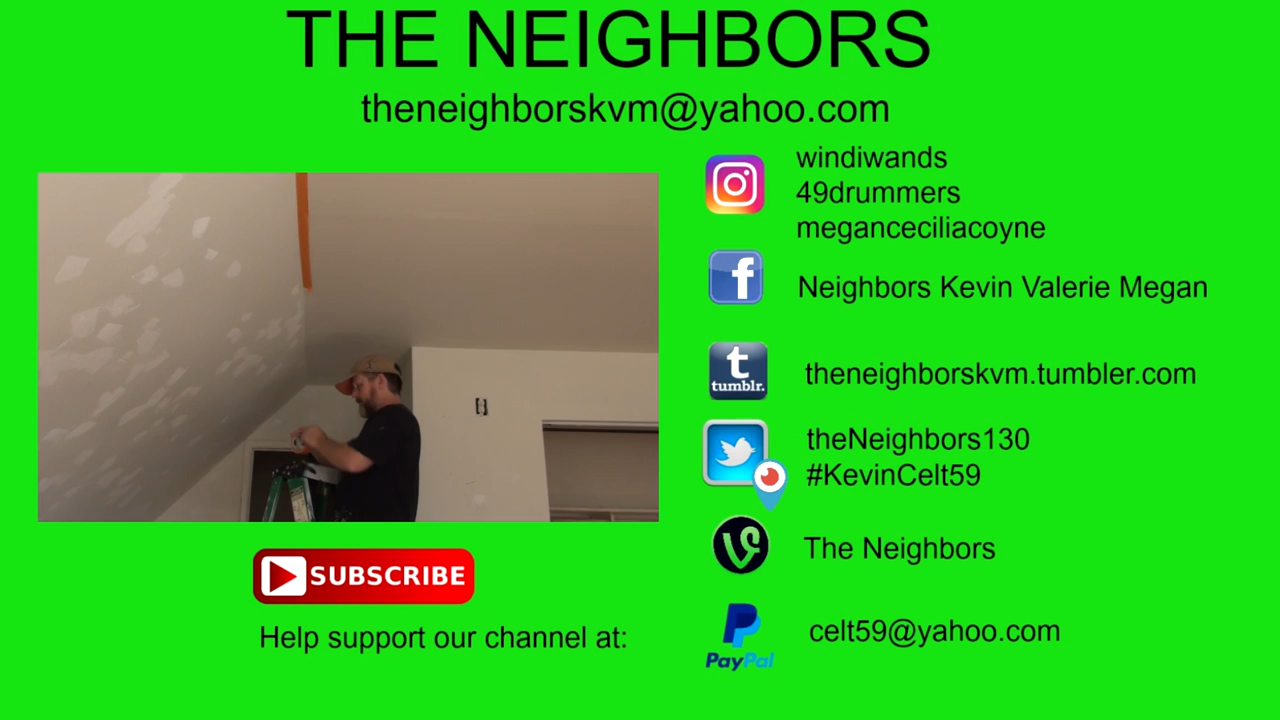 THE NEIGHBORS
theneighborskvm@yahoo.com
windiwands
49drummers
meganceciliacoyne
Neighbors Kevin Valerie Megan
t
tumblr.
theneighborskvm.tumbler.com
theNeighbors130
#KevinCelt59
The Neighbors
SUBSCRIBE
Help support our channel at:
PayPal
celt59@yahoo.com